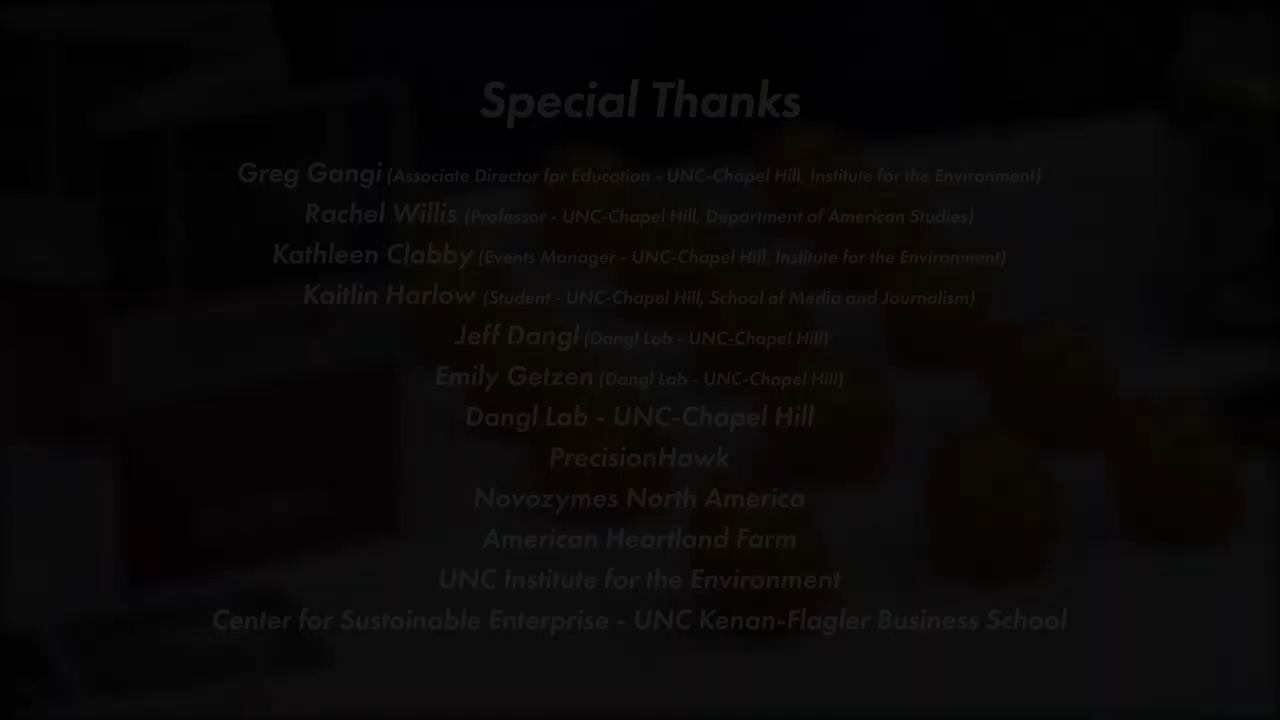 Special Thanks
Greg Gangi (Associate Director for Education - UNC-Chapel Hill, Institute for the Environment)
Rachel Willis (Professor - UNC-Chapel Hill, Department of American Studies)
Kathleen Clabby (Events Manager - UNC-Chapel Hill, Institute for the Environment)
Kaitlin Harlow (Student - UNC-Chapel Hill, School of Media and Journalism)
Jeff Dangl (Dangl Lab - UNC-Chapel Hill)
Emily Getzen (Dangl Lab - UNC-Chapel Hill)
Dangl Lab - UNC-Chapel Hill
PrecisionHawk
Novozymes North America
American Heartland Farm
UNC Institute for the Environment
Center for Sustainable Enterprise - UNC Kenan-Flagler Business School